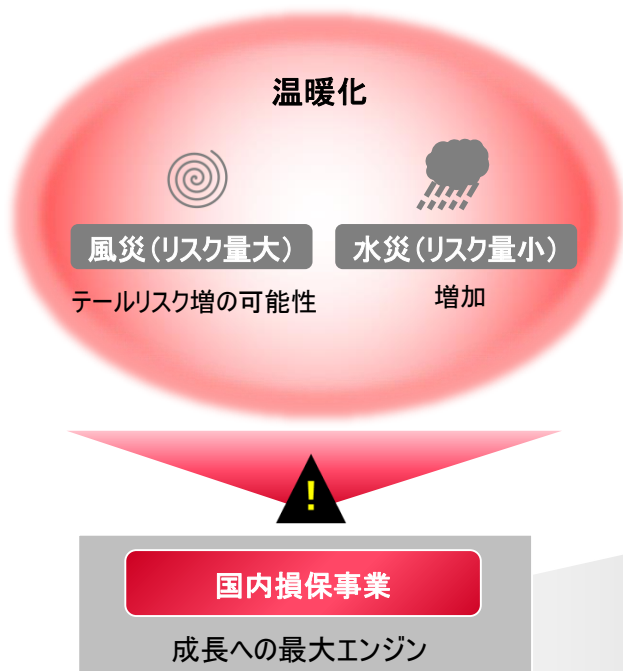 温暖化
風災(リスク量大)
水災(リスク量小)
テールリスク増の可能性
増加
!
国内損保事業
成長への最大エンジン